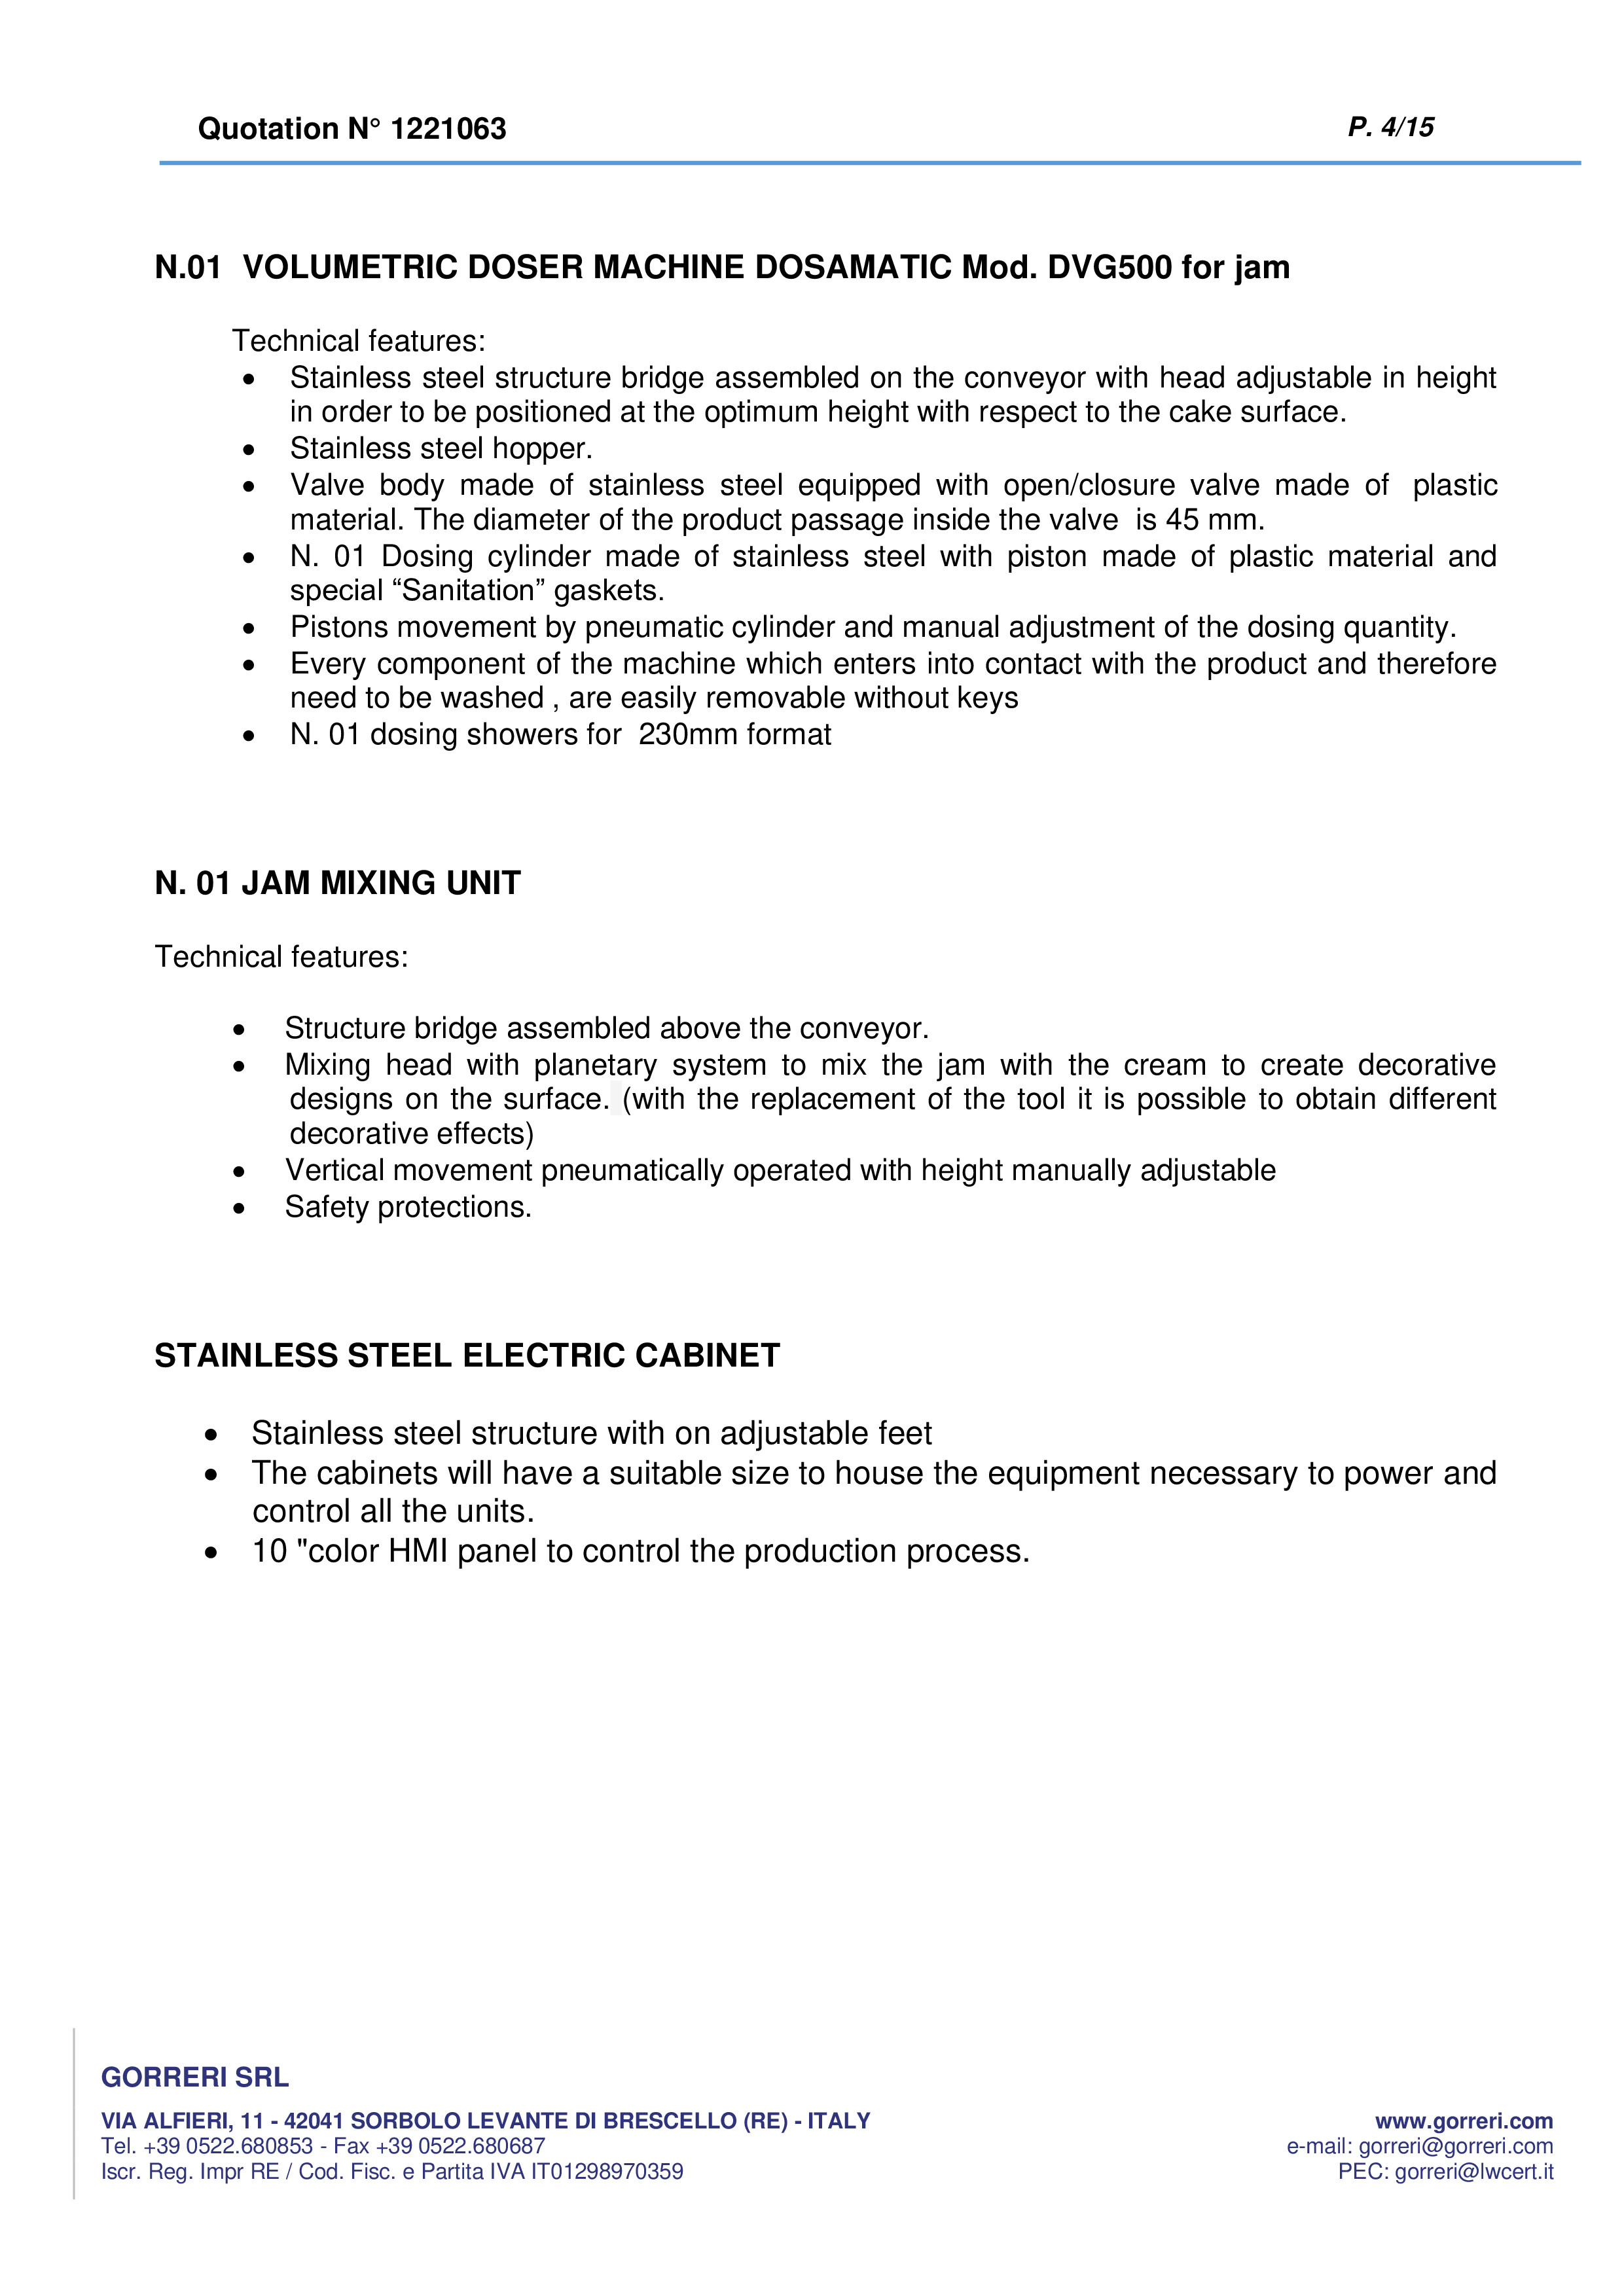 Quotation N° 1221063
P. 4/15
N.01 VOLUMETRIC DOSER MACHINE DOSAMATIC Mod. DVG500 for jam
Technical features:
• Stainless steel structure bridge assembled on the conveyor with head adjustable in height
in order to be positioned at the optimum height with respect to the cake surface.
• Stainless steel hopper.
• Valve body made of stainless steel equipped with open/closure valve made of plastic
material. The diameter of the product passage inside the valve is 45 mm.
• N. 01 Dosing cylinder made of stainless steel with piston made of plastic material and
special “Sanitation” gaskets.
• Pistons movement by pneumatic cylinder and manual adjustment of the dosing quantity.
• Every component of the machine which enters into contact with the product and therefore
need to be washed , are easily removable without keys
• N. 01 dosing showers for 230mm format
N. 01 JAM MIXING UNIT
Technical features:
• Structure bridge assembled above the conveyor.
• Mixing head with planetary system to mix the jam with the cream to create decorative
designs on the surface. (with the replacement of the tool it is possible to obtain different
decorative effects)
• Vertical movement pneumatically operated with height manually adjustable
• Safety protections.
STAINLESS STEEL ELECTRIC CABINET
• Stainless steel structure with on adjustable feet
• The cabinets will have a suitable size to house the equipment necessary to power and
control all the units.
• 10 "color HMI panel to control the production process.
GORRERI SRL
VIA ALFIERI, 11 - 42041 SORBOLO LEVANTE DI BRESCELLO (RE) - ITALY
Tel. +39 0522.680853 - Fax +39 0522.680687
Iscr. Reg. Impr RE / Cod. Fisc. e Partita IVA IT01298970359
www.gorreri.com
e-mail: gorreri@gorreri.com
PEC: gorreri@lwcert.it